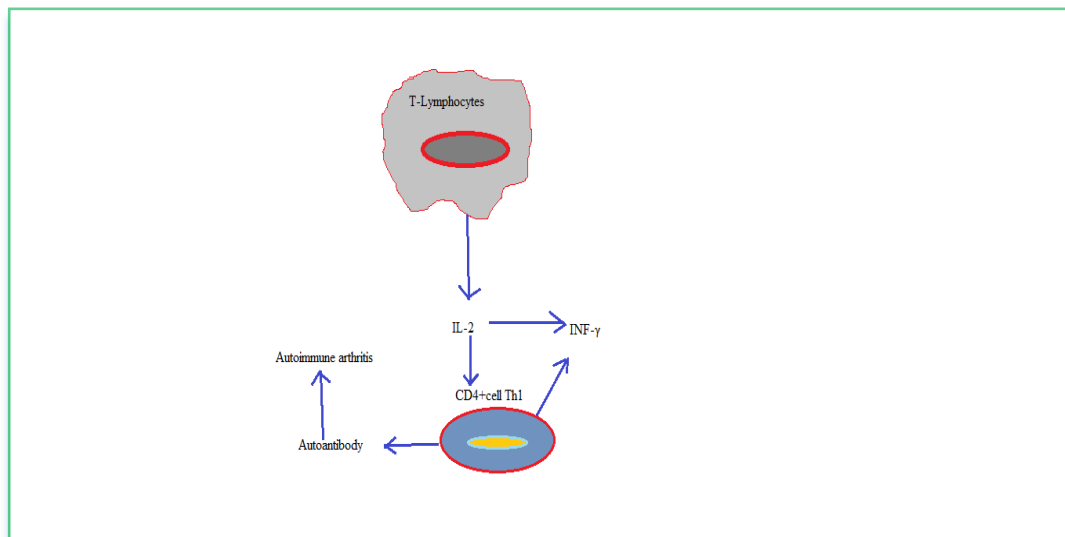 T-Lymphocytes
IL-2
INF-γ
Autoimmune arthritis
CD4+cell Th1
Autoantibody